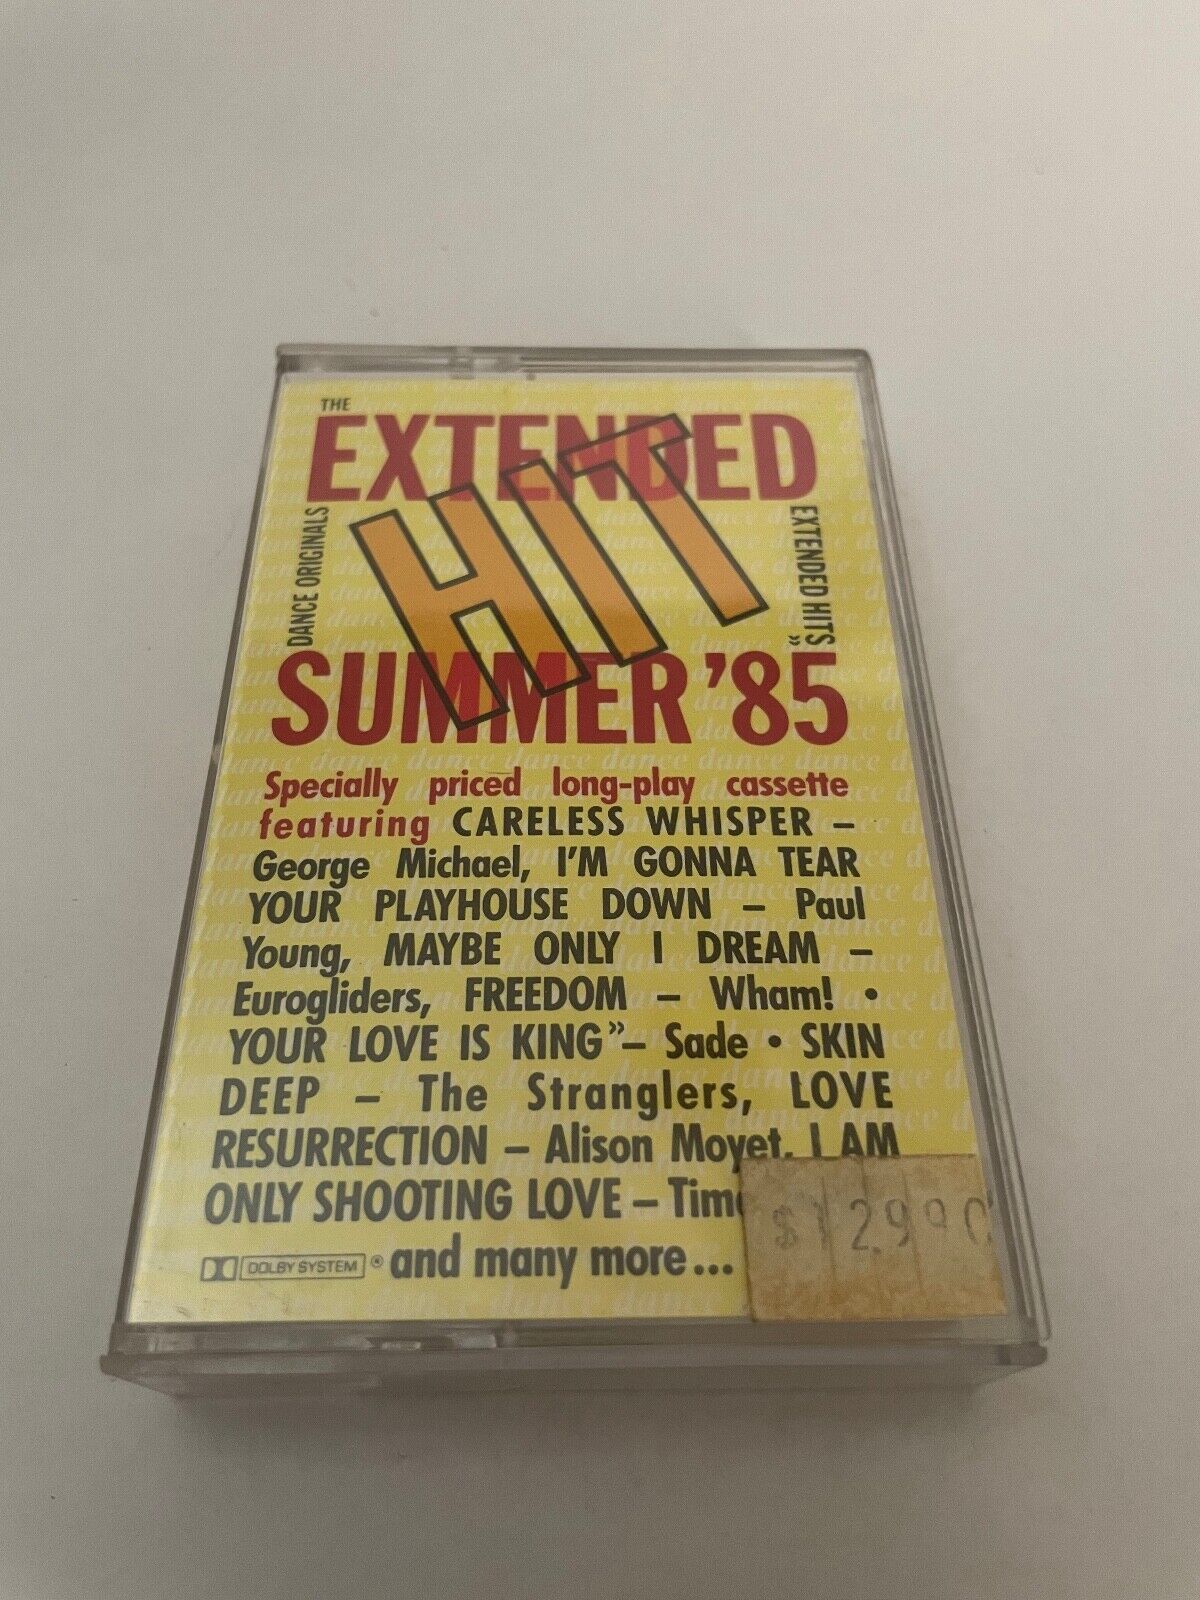 THE
EXTENDED
HIT
DANCE ORIGINALS
EXTENDED HITS »
SUMMER '85
Specially priced long-play cassette
featuring CARELESS WHISPER –
George Michael, I'M GONNA TEAR
YOUR PLAYHOUSE DOWN – Paul
Young, MAYBE ONLY I DREAM –
Eurogliders, FREEDOM – Wham! •
YOUR LOVE IS KING”– Sade • SKIN
DEEP – The Stranglers, LOVE
RESURRECTION – Alison Moyet, I AM
ONLY SHOOTING LOVE –
DOLBY SYSTEM ® and many more...